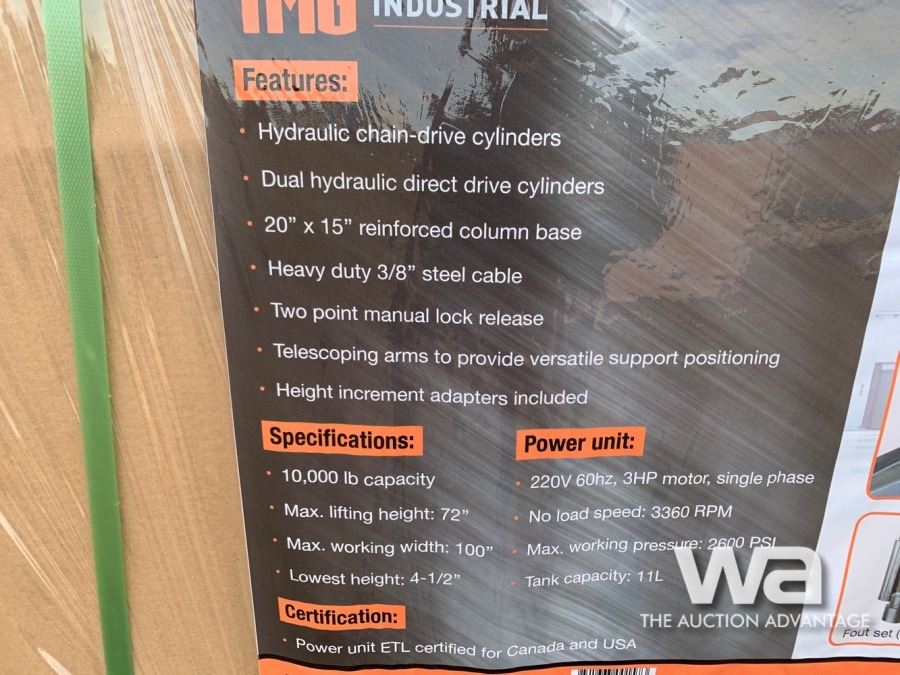 TMG INDUSTRIAL
Features:
• Hydraulic chain-drive cylinders
• Dual hydraulic direct drive cylinders
• 20” x 15” reinforced column base
• Heavy duty 3/8” steel cable
• Two point manual lock release
• Telescoping arms to provide versatile support positioning
• Height increment adapters included
Specifications:
• 10,000 lb capacity
• Max. lifting height: 72”
• Max. working width: 100”
• Lowest height: 4-1/2”
Power unit:
• 220V 60hz, 3HP motor, single phase
• No load speed: 3360 RPM
• Max. working pressure: 2600 PSI
• Tank capacity: 11L
Certification:
• Power unit ETL certified for Canada and USA
Fout set (
wa
THE AUCTION ADVANTAGE